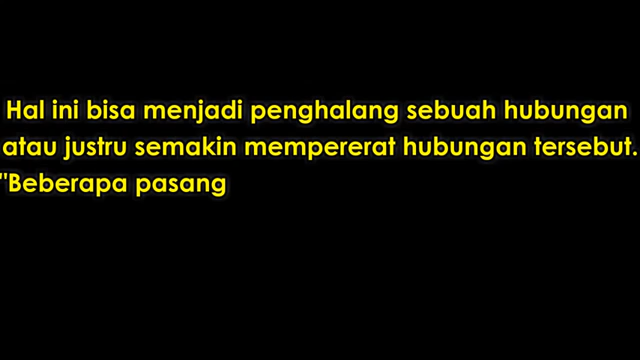 Hal ini bisa menjadi penghalang sebuah hubungan
atau justru semakin mempererat hubungan tersebut.
"Beberapa pasang